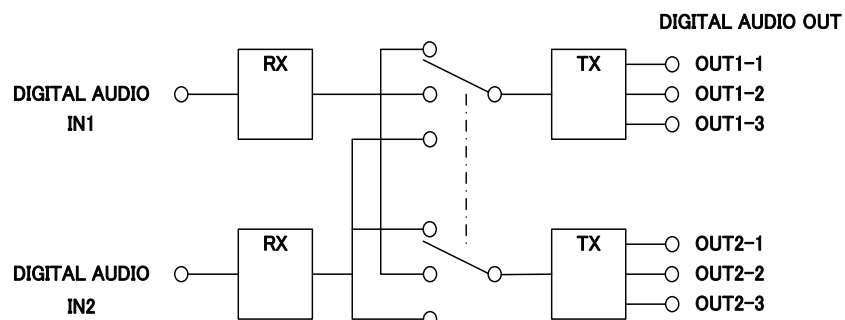 DIGITAL AUDIO OUT
RX
TX
OUT1-1
DIGITAL AUDIO
IN1
OUT1-2
OUT1-3
RX
TX
OUT2-1
DIGITAL AUDIO
IN2
OUT2-2
OUT2-3